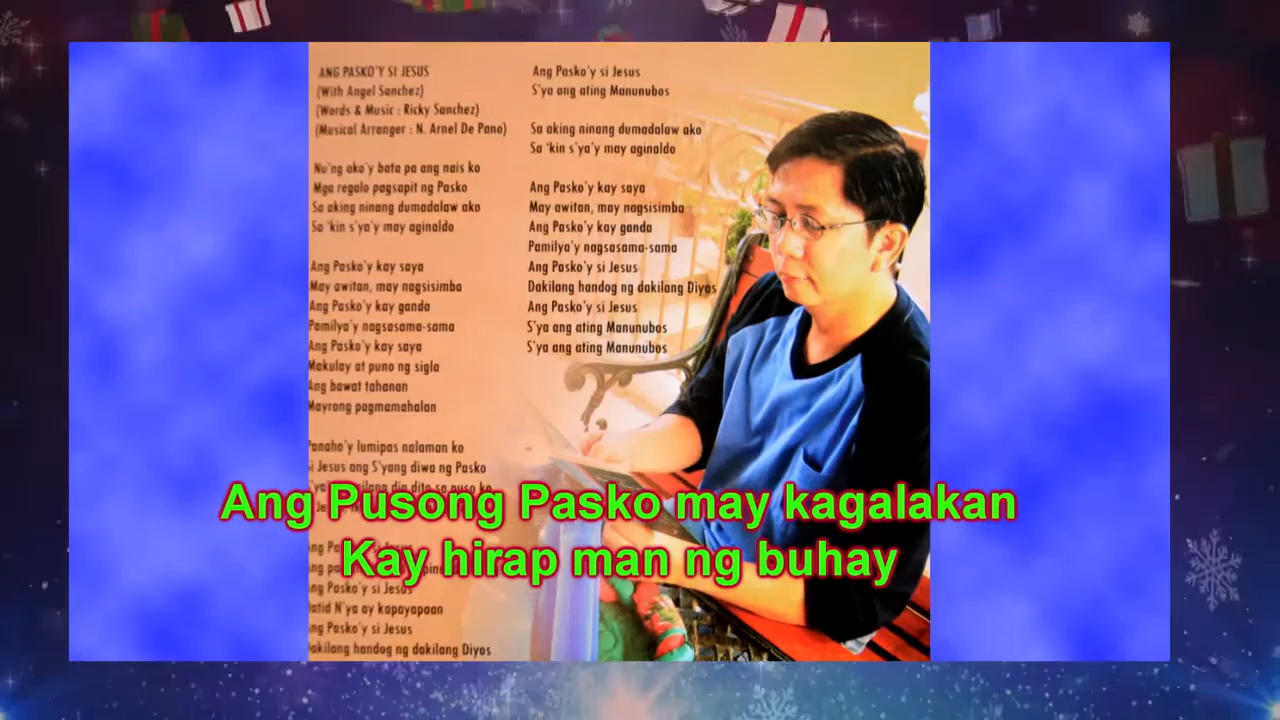 ANG PASKO'Y SI JESUS
(With Angel Sanchez)
(Words & Music : Ricky Sanchez)
(Musical Arranger : N. Arnel De Pano)
Nu'ng ako'y bata pa ang nais ko
Mga regalo pagsapit ng Pasko
Sa aking ninang dumadalaw ako
Sa 'kin s'ya'y may aginaldo
Ang Pasko'y kay saya
May awitan, may nagsisimba
Ang Pasko'y kay ganda
Pamilya'y nagsasama-sama
Ang Pasko'y kay saya
Makulay at puno ng sigla
Ang bawat tahanan
Mayrong pagmamahalan
Panaho'y lumipas nalaman ko
Si Jesus ang S'yang diwa ng Pasko
din dito sa puso ko
Ang Pasko'y si Jesus
Hatid N'ya ay kapayapaan
Ang Pasko'y si Jesus
Dakilang handog ng dakilang Diyos
Ang Pasko'y si Jesus
S'ya ang ating Manunubos
Sa aking ninang dumadalaw ako
Sa 'kin s'ya'y may aginaldo
Ang Pasko'y kay saya
May awitan, may nagsisimba
Ang Pasko'y kay ganda
Pamilya'y nagsasama-sama
Ang Pasko'y si Jesus
Dakilang handog ng dakilang Diyos
Ang Pasko'y si Jesus
S'ya ang ating Manunubos
S'ya ang ating Manunubos
Ang Pusong Pasko may kagalakan
Kay hirap man ng buhay